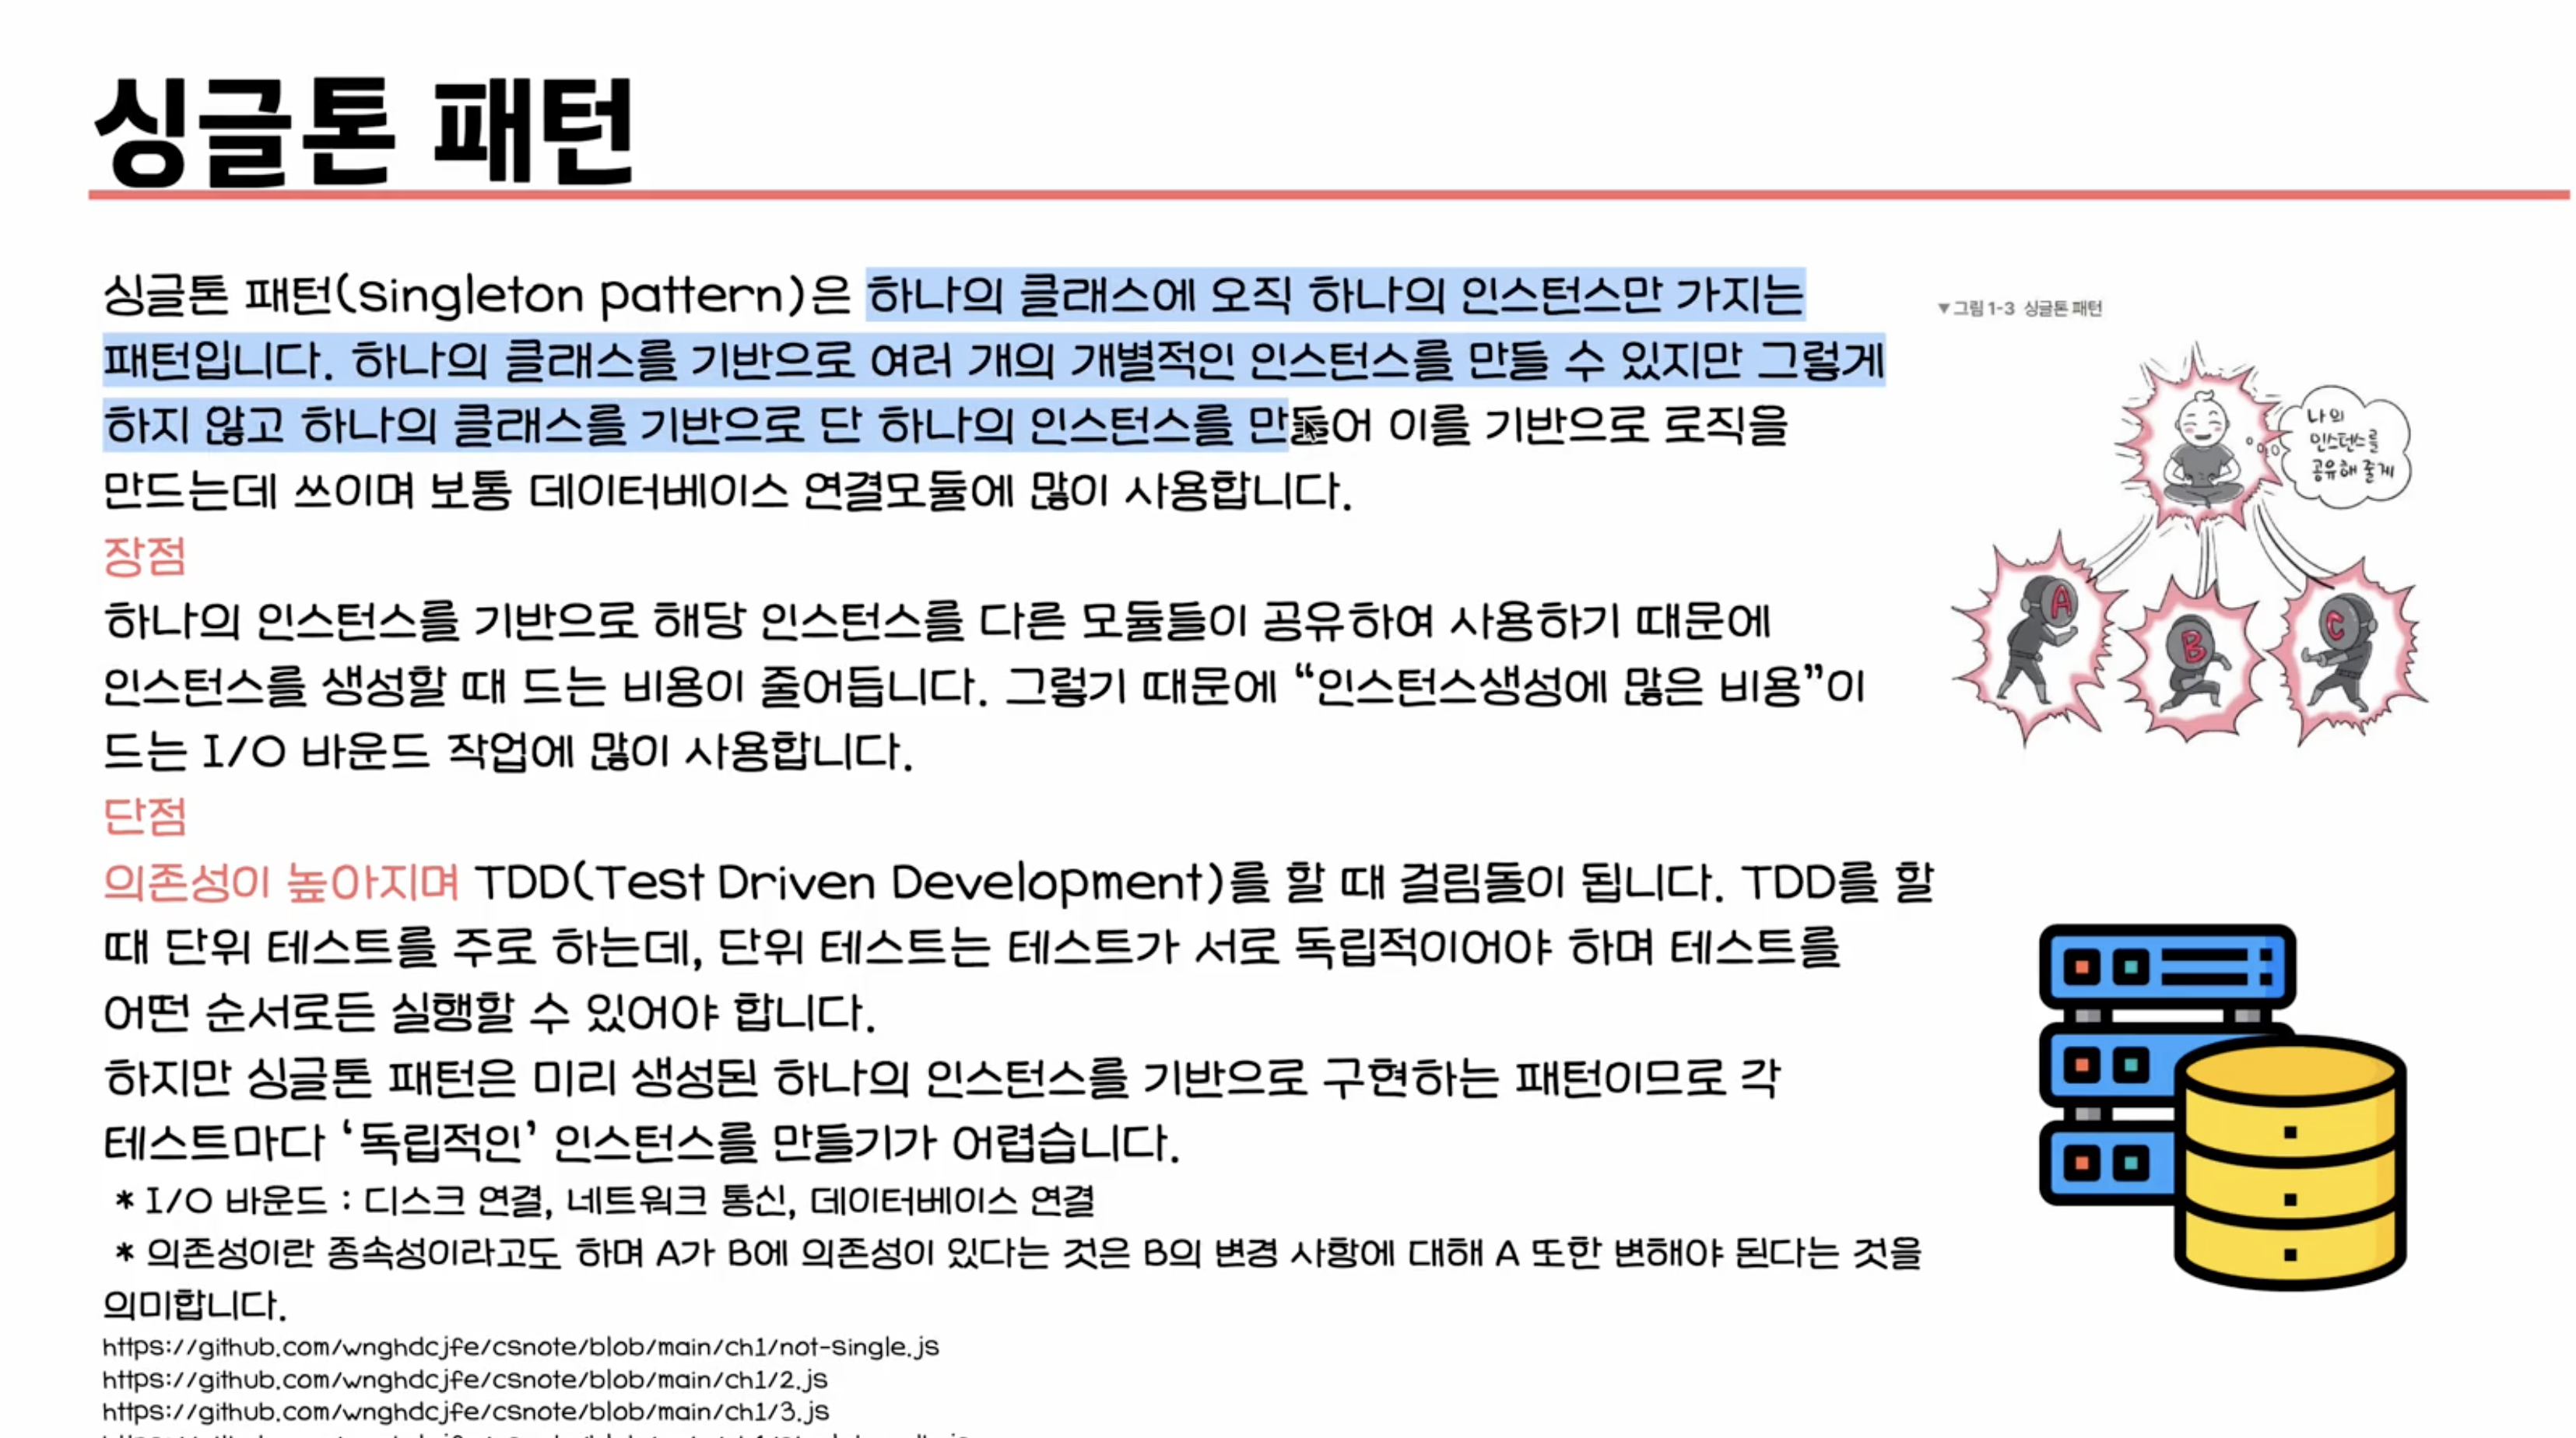 싱글톤 패턴
싱글톤 패턴(singleton pattern)은 하나의 클래스에 오직 하나의 인스턴스만 가지는
패턴입니다. 하나의 클래스를 기반으로 여러 개의 개별적인 인스턴스를 만들 수 있지만 그렇게
하지 않고 하나의 클래스를 기반으로 단 하나의 인스턴스를 만들어 이를 기반으로 로직을
만드는데 쓰이며 보통 데이터베이스 연결모듈에 많이 사용합니다.
장점
하나의 인스턴스를 기반으로 해당 인스턴스를 다른 모듈들이 공유하여 사용하기 때문에
인스턴스를 생성할 때 드는 비용이 줄어듭니다. 그렇기 때문에 “인스턴스생성에 많은 비용”이
드는 I/O 바운드 작업에 많이 사용합니다.
단점
의존성이 높아지며 TDD(Test Driven Development)를 할 때 걸림돌이 됩니다. TDD를 할
때 단위 테스트를 주로 하는데, 단위 테스트는 테스트가 서로 독립적이어야 하며 테스트를
어떤 순서로든 실행할 수 있어야 합니다.
하지만 싱글톤 패턴은 미리 생성된 하나의 인스턴스를 기반으로 구현하는 패턴이므로 각
테스트마다 ‘독립적인’ 인스턴스를 만들기가 어렵습니다.
* I/O 바운드 : 디스크 연결, 네트워크 통신, 데이터베이스 연결
* 의존성이란 종속성이라고도 하며 A가 B에 의존성이 있다는 것은 B의 변경 사항에 대해 A 또한 변해야 된다는 것을
의미합니다.
https://github.com/wnghdcjfe/csnote/blob/main/ch1/not-single.js
https://github.com/wnghdcjfe/csnote/blob/main/ch1/2.js
https://github.com/wnghdcjfe/csnote/blob/main/ch1/3.js
▼그림 1-3 싱글톤 패턴
나의
인스턴스를
공유해 줄게
A
B
C